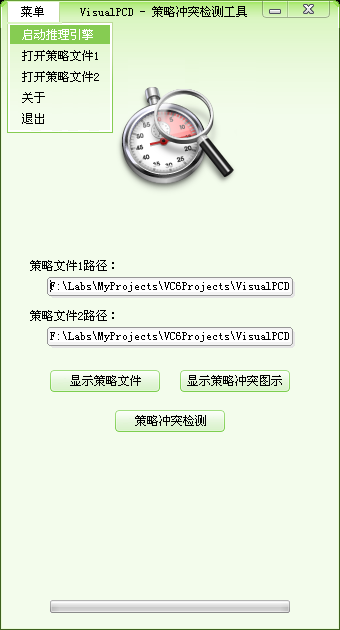 菜单
VisualPCD - 策略冲突检测工具
启动推理引擎
打开策略文件1
打开策略文件2
关于
退出
55
60
5
50
10
45
15
40
20
35
30
25
策略文件1路径：
F:\Labs\MyProjects\VC6Projects\VisualPCD
策略文件2路径：
F:\Labs\MyProjects\VC6Projects\VisualPCD
显示策略文件
显示策略冲突图示
策略冲突检测